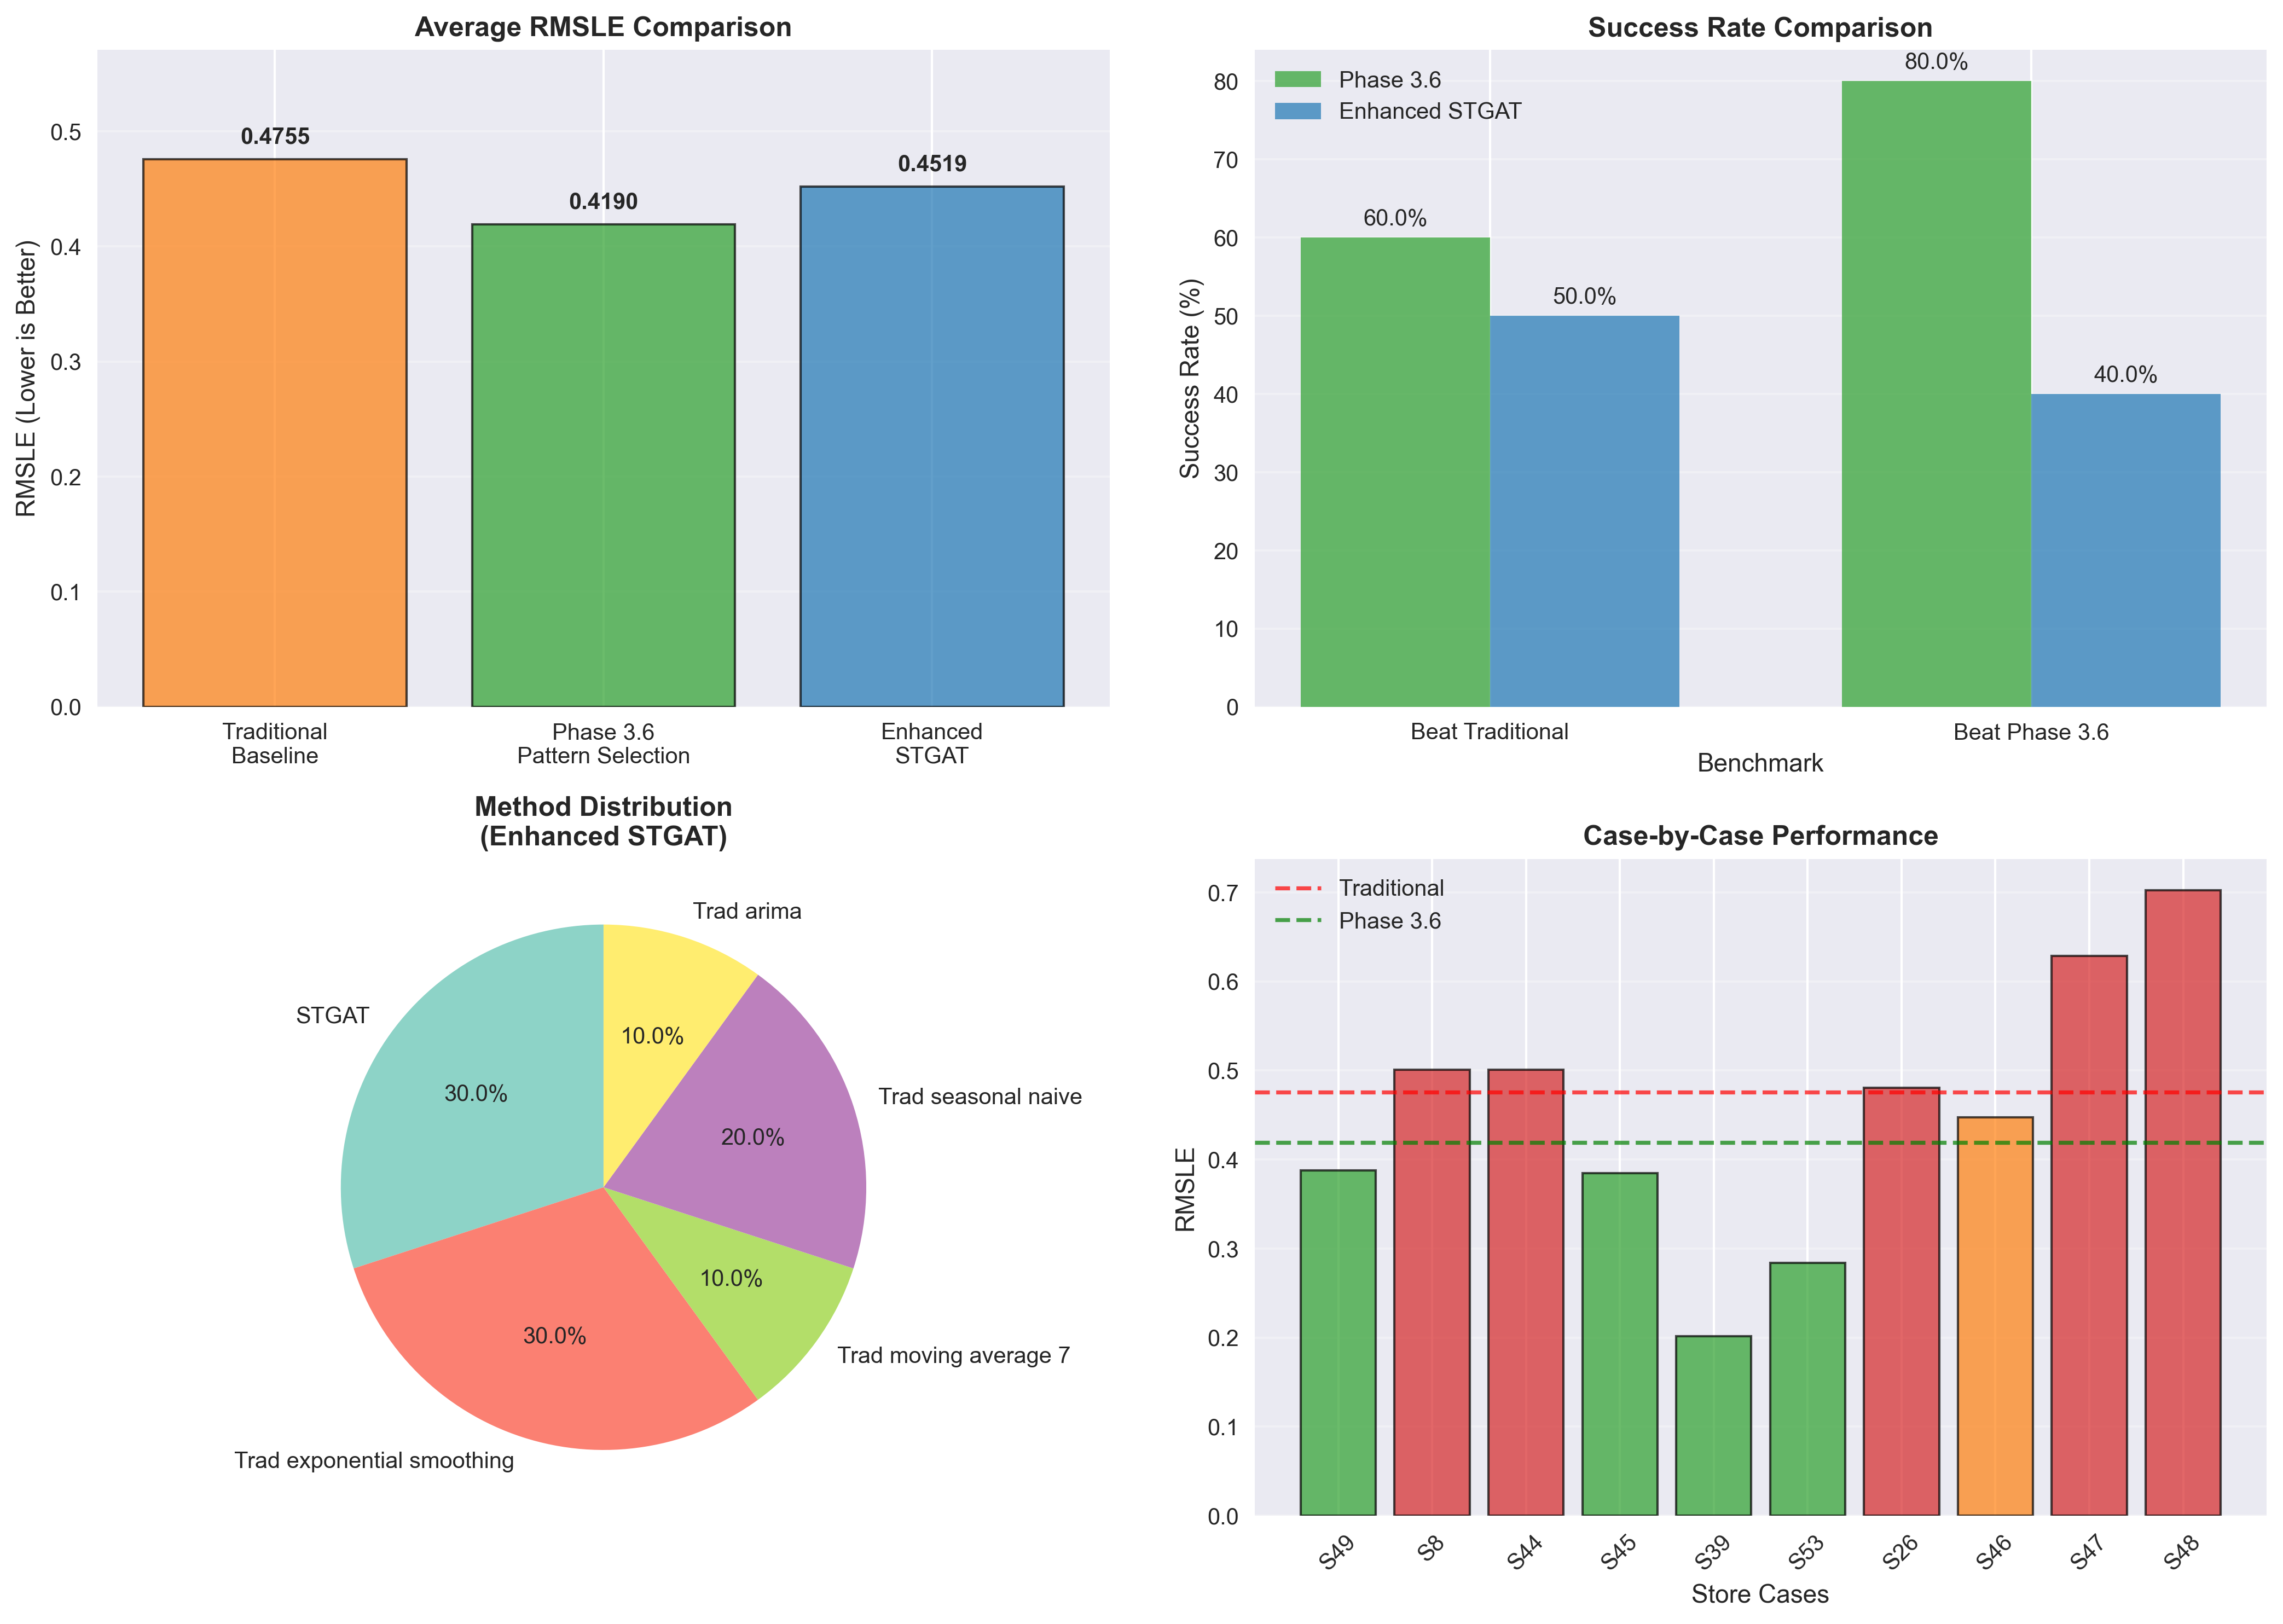 Average RMSLE Comparison
RMSLE (Lower is Better)
0.5
0.4
0.3
0.2
0.1
0.0
0.4755
0.4190
0.4519
Traditional
Baseline
Phase 3.6
Pattern Selection
Enhanced
STGAT
Success Rate Comparison
Phase 3.6
Enhanced STGAT
Success Rate (%)
80
70
60
50
40
30
20
10
0
60.0%
50.0%
80.0%
40.0%
Beat Traditional
Beat Phase 3.6
Benchmark
Method Distribution
(Enhanced STGAT)
Trad arima
STGAT
10.0%
30.0%
Trad seasonal naive
20.0%
10.0%
30.0%
Trad moving average 7
Trad exponential smoothing
Case-by-Case Performance
Traditional
Phase 3.6
RMSLE
0.7
0.6
0.5
0.4
0.3
0.2
0.1
0.0
S49
S8
S44
S45
S39
S53
S26
S46
S47
S48
Store Cases